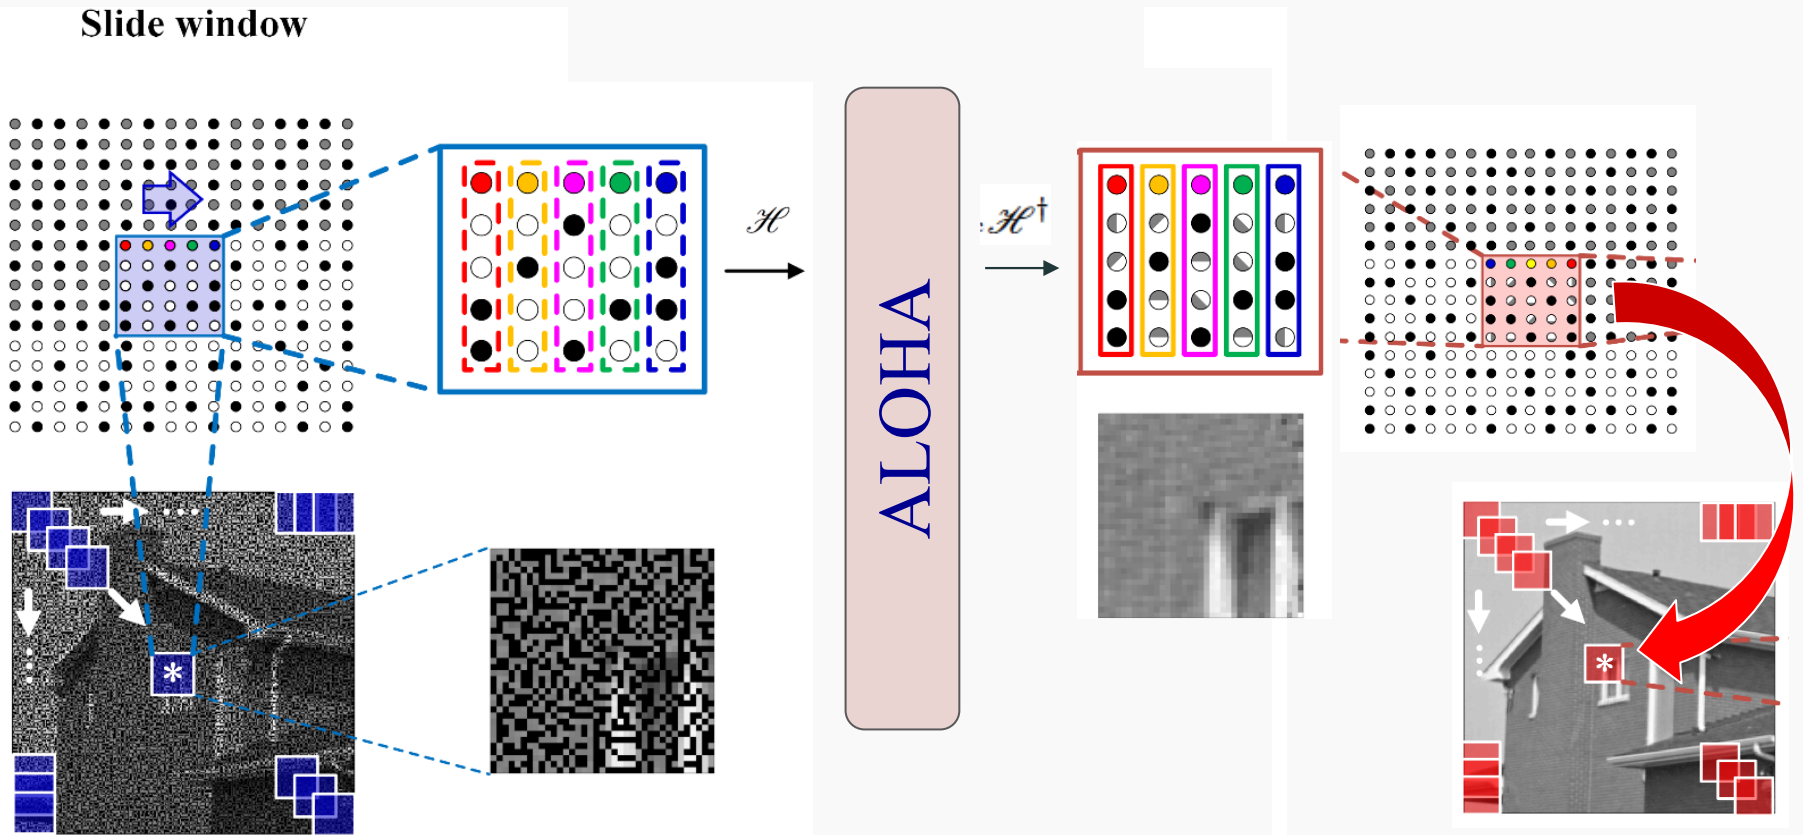 Slide window
ℋ
ALOHA
ℋ†
*
*